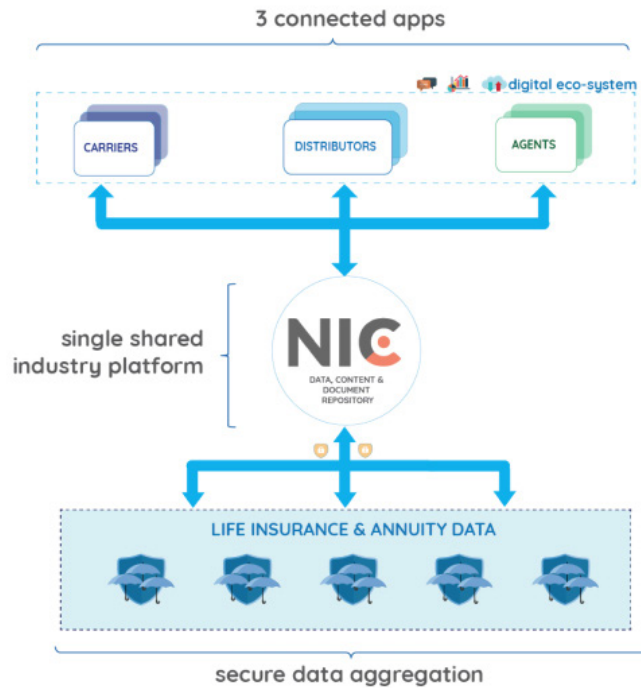 3 connected apps
digital eco-system
CARRIERS
DISTRIBUTORS
AGENTS
single shared
industry platform
NIC
DATA, CONTENT &
DOCUMENT
REPOSITORY
LIFE INSURANCE & ANNUITY DATA
secure data aggregation